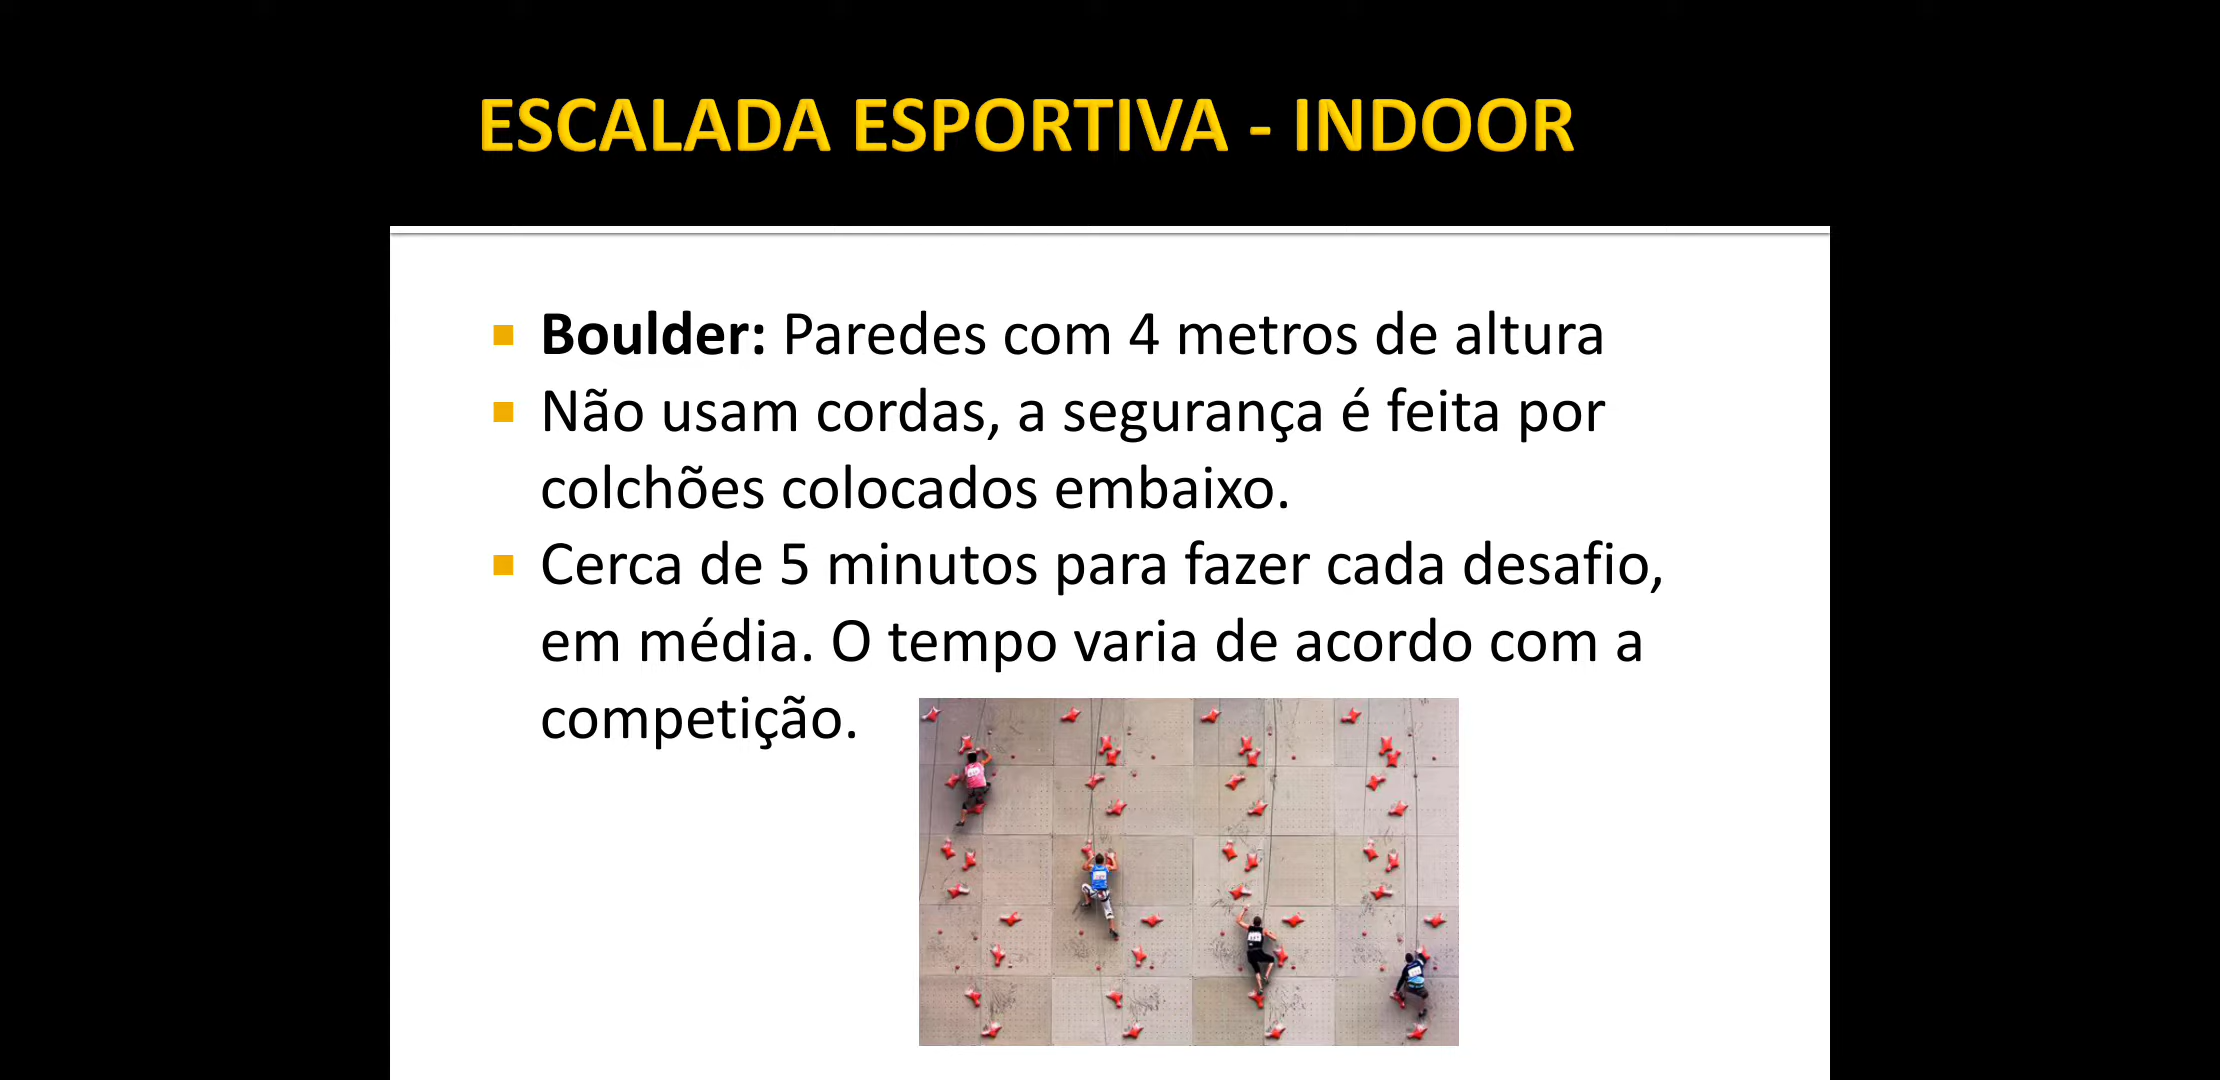 ESCALADA ESPORTIVA - INDOOR
Boulder: Paredes com 4 metros de altura
Não usam cordas, a segurança é feita por
colchões colocados embaixo.
Cerca de 5 minutos para fazer cada desafio,
em média. O tempo varia de acordo com a
competição.